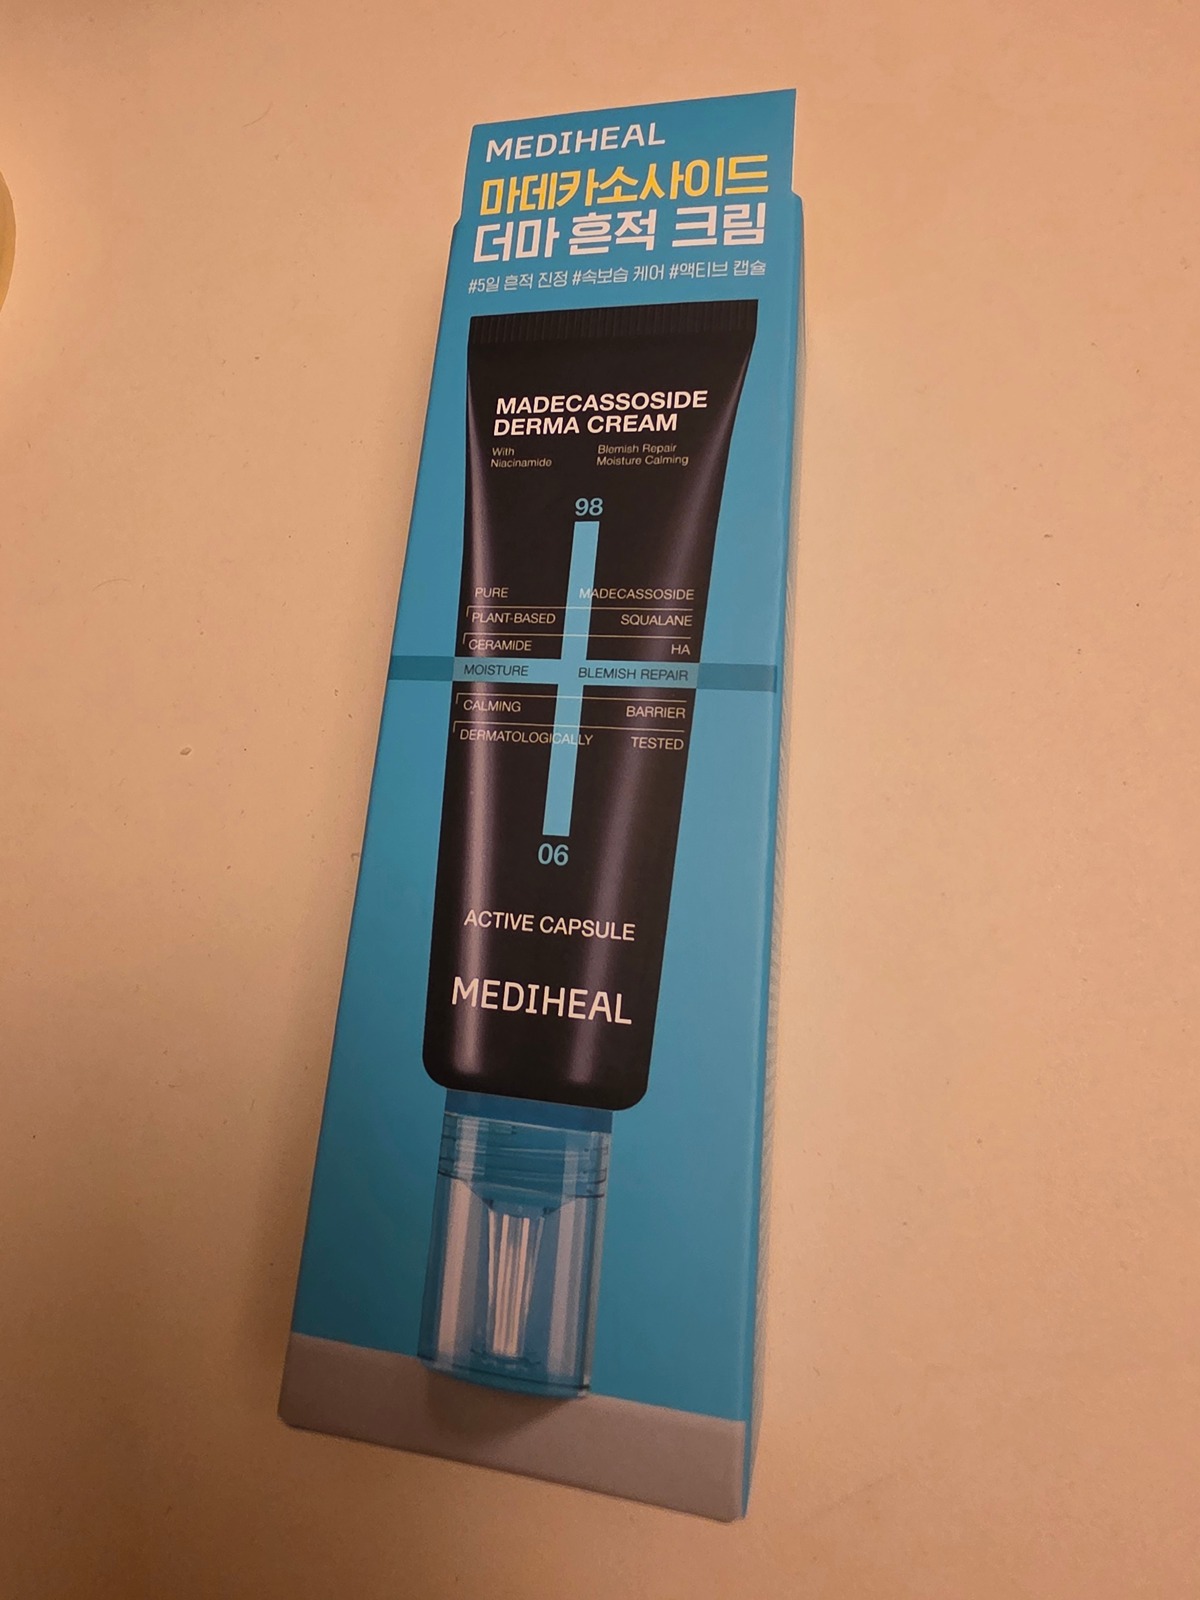 MEDIHEAL
마데카소사이드
더마 흔적 크림
#5일 흔적 진정 #속보습 케어 #액티브 캡슐
MADECASSOSIDE
DERMA CREAM
With Niacinamide
Blemish Repair
Moisture Calming
98
PURE MADECASSOSIDE
PLANT-BASED SQUALANE
CERAMIDE HA
MOISTURE BLEMISH REPAIR
CALMING BARRIER
DERMATOLOGICALLY TESTED
06
ACTIVE CAPSULE
MEDIHEAL